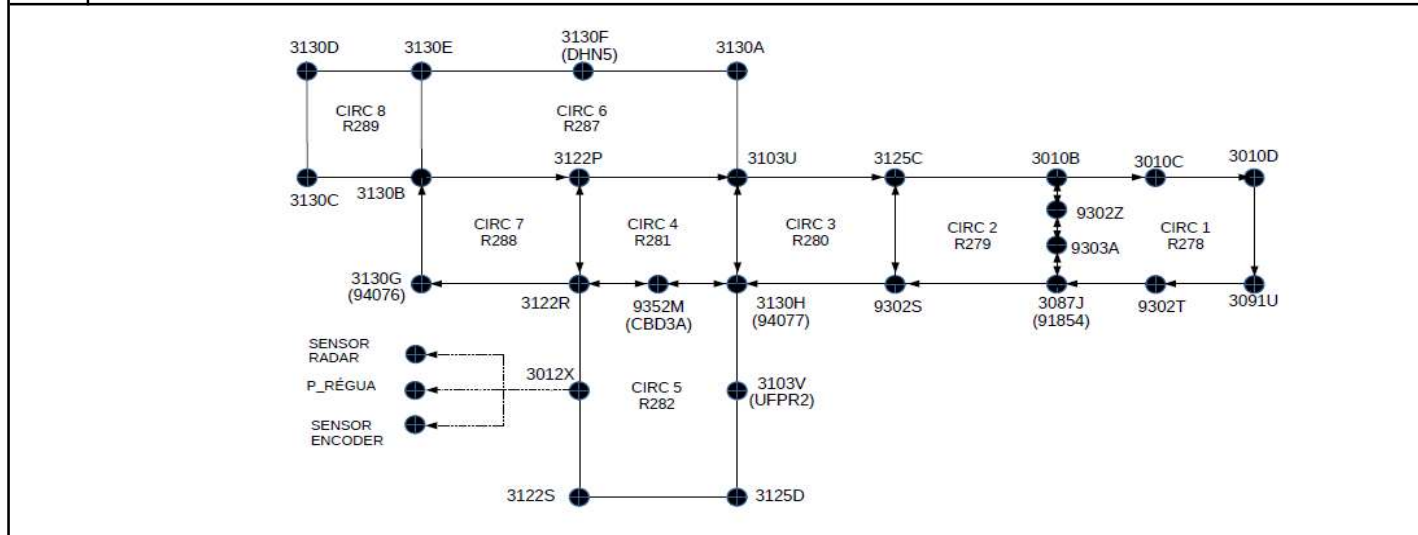 3130D
3130E
3130F
(DHN5)
3130A
CIRC 8
R289
CIRC 6
R287
3130C
3130B
3122P
3103U
3125C
3010B
3010C
3010D
9302Z
9303A
CIRC 7
R288
CIRC 4
R281
CIRC 3
R280
CIRC 2
R279
CIRC 1
R278
3130G
(94076)
3122R
9352M
(CBD3A)
3130H
(94077)
9302S
3087J
(91854)
9302T
3091U
SENSOR
RADAR
P_RÉGUA
SENSOR
ENCODER
3012X
CIRC 5
R282
3103V
(UFPR2)
3122S
3125D